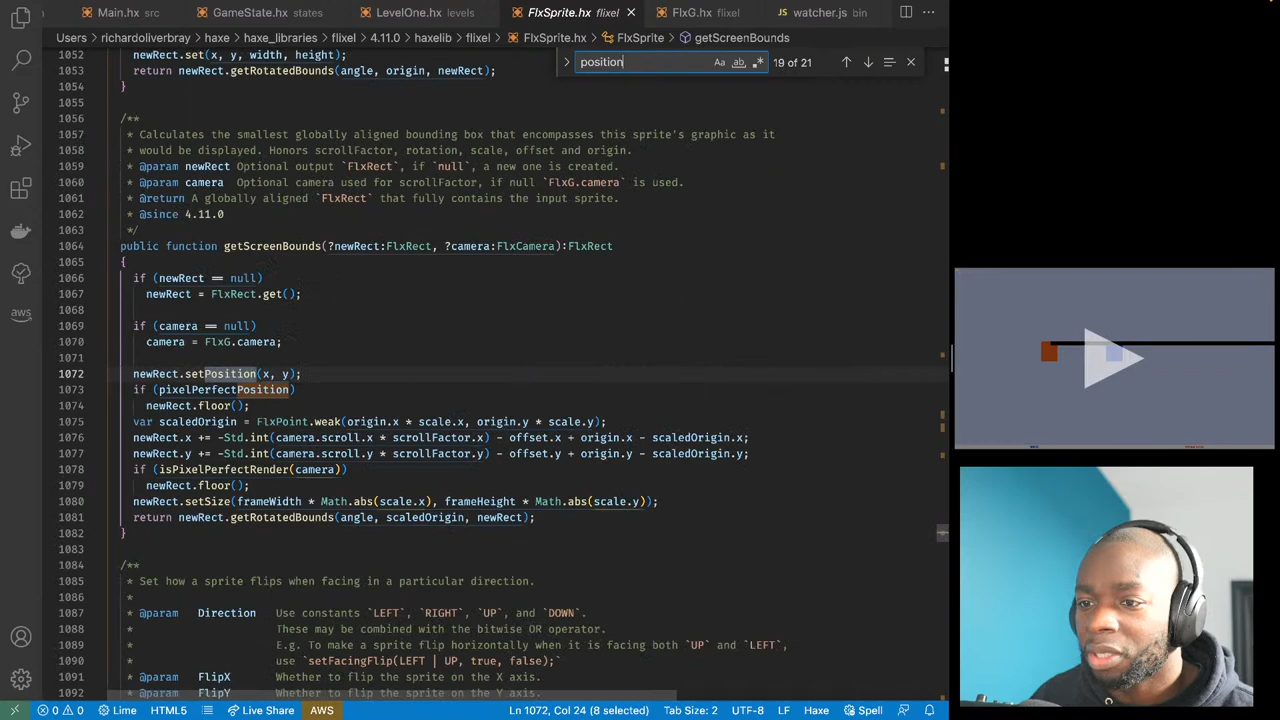 Main.hx src
GameState.hx states
LevelOne.hx levels
FlxSprite.hx flixel
FlxG.hx flixel
JS watcher.js bin
Users > richardoliverbray > haxe > haxe_libraries > flixel > 4.11.0 > haxelib > flixel > FlxSprite.hx > FlxSprite > getScreenBounds
position
Aa ab 19 of 21
1052 newRect.set(x, y, width, height);
1053 return newRect.getRotatedBounds(angle, origin, newRect);
1054 }
1055
1056 /**
1057 * Calculates the smallest globally aligned bounding box that encompasses this sprite's graphic as it
1058 * would be displayed. Honors scrollFactor, rotation, scale, offset and origin.
1059 * @param newRect Optional output `FlxRect`, if `null`, a new one is created.
1060 * @param camera Optional camera used for scrollFactor, if null `FlxG.camera` is used.
1061 * @return A globally aligned `FlxRect` that fully contains the input sprite.
1062 * @since 4.11.0
1063 */
1064 public function getScreenBounds(?newRect:FlxRect, ?camera:FlxCamera):FlxRect
1065 {
1066 if (newRect == null)
1067 newRect = FlxRect.get();
1068
1069 if (camera == null)
1070 camera = FlxG.camera;
1071
1072 newRect.setPosition(x, y);
1073 if (pixelPerfectPosition)
1074 newRect.floor();
1075 var scaledOrigin = FlxPoint.weak(origin.x * scale.x, origin.y * scale.y);
1076 newRect.x += -Std.int(camera.scroll.x * scrollFactor.x) - offset.x + origin.x - scaledOrigin.x;
1077 newRect.y += -Std.int(camera.scroll.y * scrollFactor.y) - offset.y + origin.y - scaledOrigin.y;
1078 if (isPixelPerfectRender(camera))
1079 newRect.floor();
1080 newRect.setSize(frameWidth * Math.abs(scale.x), frameHeight * Math.abs(scale.y));
1081 return newRect.getRotatedBounds(angle, scaledOrigin, newRect);
1082 }
1083
1084 /**
1085 * Set how a sprite flips when facing in a particular direction.
1086 *
1087 * @param Direction Use constants `LEFT`, `RIGHT`, `UP`, and `DOWN`.
1088 * These may be combined with the bitwise OR operator.
1089 * E.g. To make a sprite flip horizontally when it is facing both `UP` and `LEFT`,
1090 * use `setFacingFlip(LEFT | UP, true, false);`
1091 * @param FlipX Whether to flip the sprite on the X axis.
1092 * @param FlipY Whether to flip the sprite on the Y axis.
aws
0 0 Lime HTML5 Live Share AWS Ln 1072, Col 24 (8 selected) Tab Size: 2 UTF-8 LF Haxe Spell